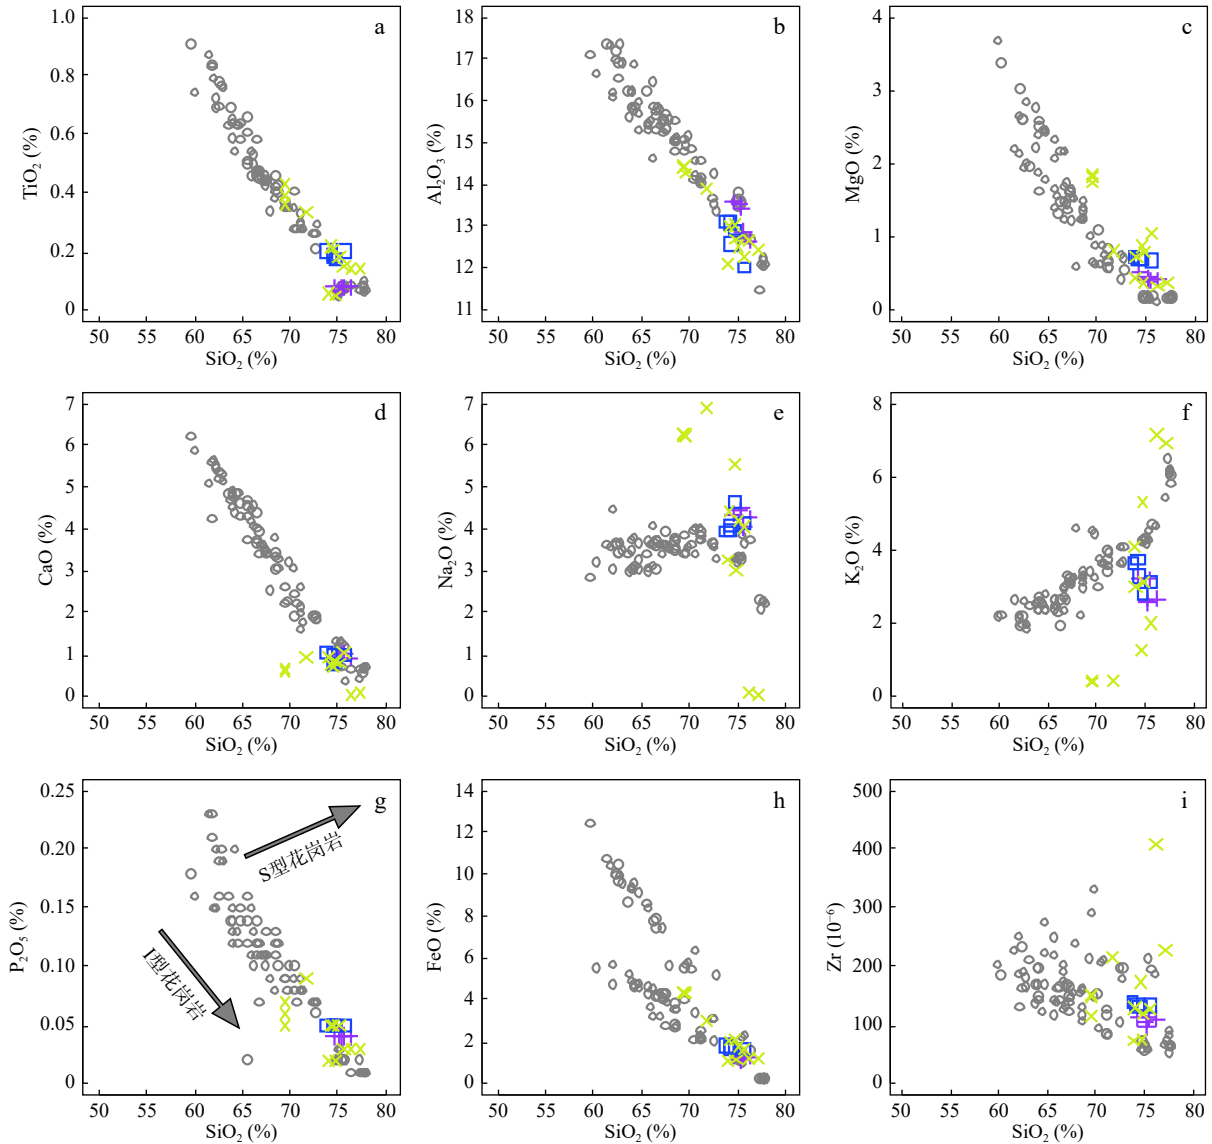 a
TiO₂ (%)
1.0
0.8
0.6
0.4
0.2
0
50 55 60 65 70 75 80
SiO₂ (%)
b
Al₂O₃ (%)
18
17
16
15
14
13
12
11
50 55 60 65 70 75 80
SiO₂ (%)
c
MgO (%)
4
3
2
1
0
50 55 60 65 70 75 80
SiO₂ (%)
d
CaO (%)
7
6
5
4
3
2
1
0
50 55 60 65 70 75 80
SiO₂ (%)
e
Na₂O (%)
7
6
5
4
3
2
1
0
50 55 60 65 70 75 80
SiO₂ (%)
f
K₂O (%)
8
6
4
2
0
50 55 60 65 70 75 80
SiO₂ (%)
g
P₂O₅ (%)
0.25
0.20
0.15
0.10
0.05
0
S型花岗岩
I型花岗岩
50 55 60 65 70 75 80
SiO₂ (%)
h
FeO (%)
14
12
10
8
6
4
2
0
50 55 60 65 70 75 80
SiO₂ (%)
i
Zr (10⁻⁶)
500
400
300
200
100
0
50 55 60 65 70 75 80
SiO₂ (%)